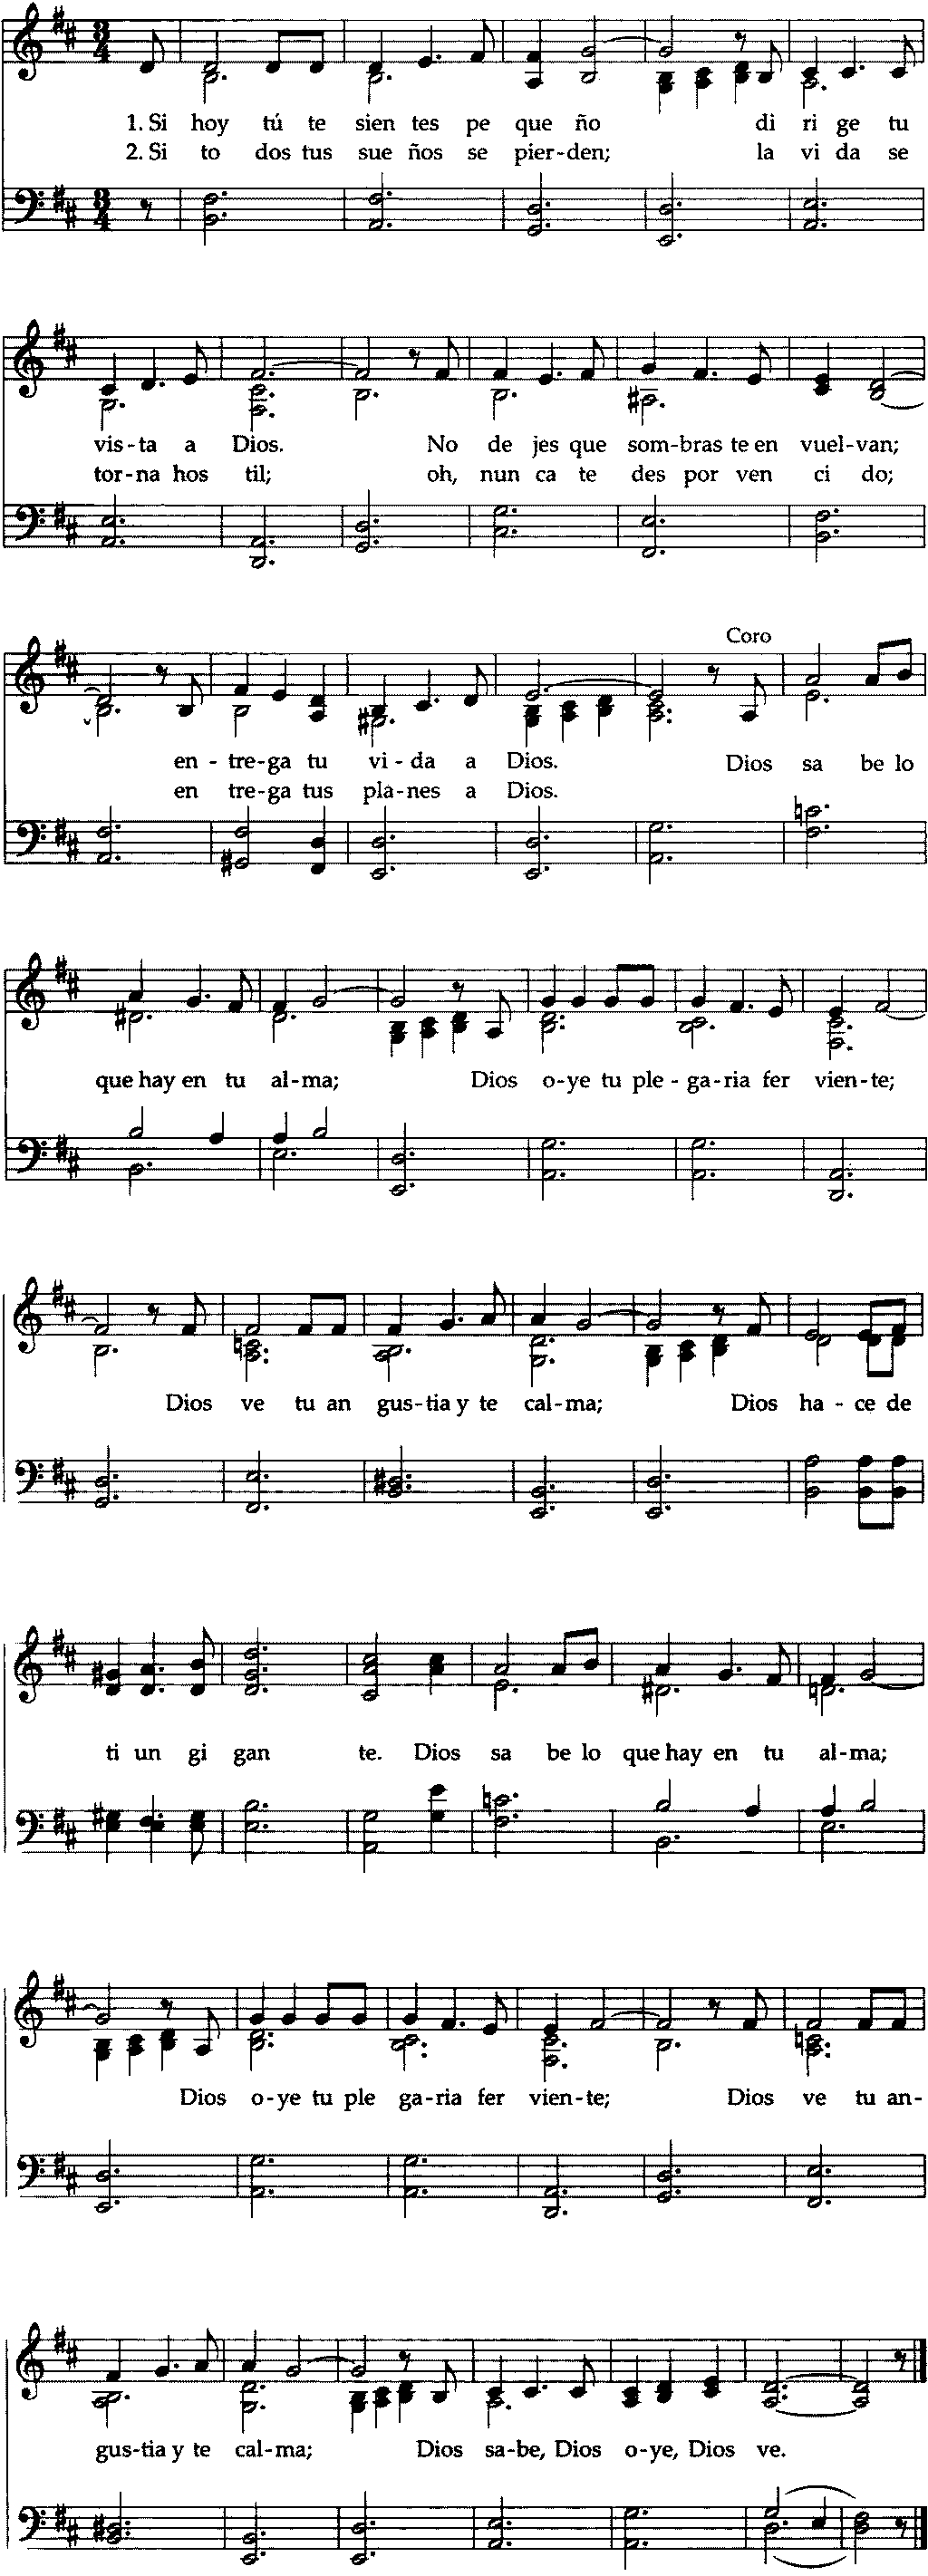 1. Si hoy tú te sien tes pe que ño di ri ge tu
2. Si to dos tus sue ños se pier-den; la vi da se
vis-ta a Dios. No de jes que som-bras te en vuel-van;
tor-na hos til; oh, nun ca te des por ven ci do;
Coro
en-tre-ga tu vi-da a Dios. Dios sa be lo
en tre-ga tus pla-nes a Dios.
que hay en tu al-ma; Dios o-ye tu ple-ga-ria fer vien-te;
Dios ve tu an gus-tia y te cal-ma; Dios ha-ce de
ti un gi gan te. Dios sa be lo que hay en tu al-ma;
Dios o-ye tu ple ga-ria fer vien-te; Dios ve tu an-
gus-tia y te cal-ma; Dios sa-be, Dios o-ye, Dios ve.